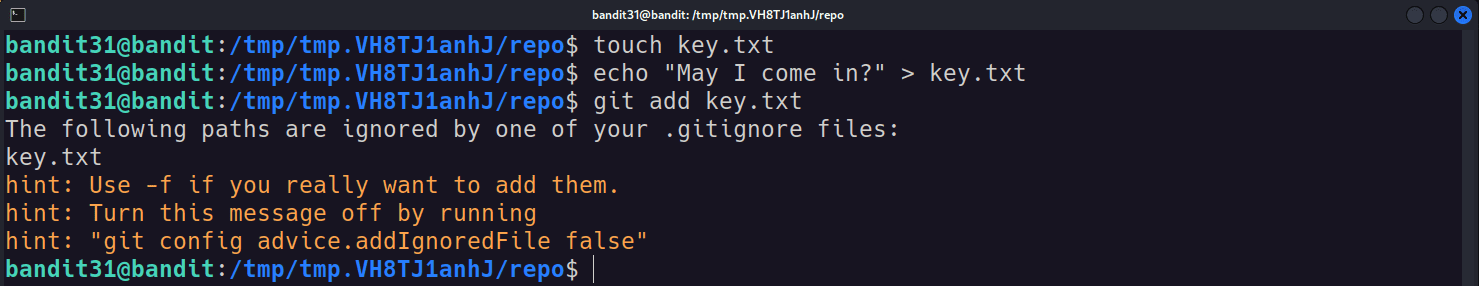 bandit31@bandit: /tmp/tmp.VH8TJ1anhJ/repo
bandit31@bandit:/tmp/tmp.VH8TJ1anhJ/repo$ touch key.txt
bandit31@bandit:/tmp/tmp.VH8TJ1anhJ/repo$ echo "May I come in?" > key.txt
bandit31@bandit:/tmp/tmp.VH8TJ1anhJ/repo$ git add key.txt
The following paths are ignored by one of your .gitignore files:
key.txt
hint: Use -f if you really want to add them.
hint: Turn this message off by running
hint: "git config advice.addIgnoredFile false"
bandit31@bandit:/tmp/tmp.VH8TJ1anhJ/repo$